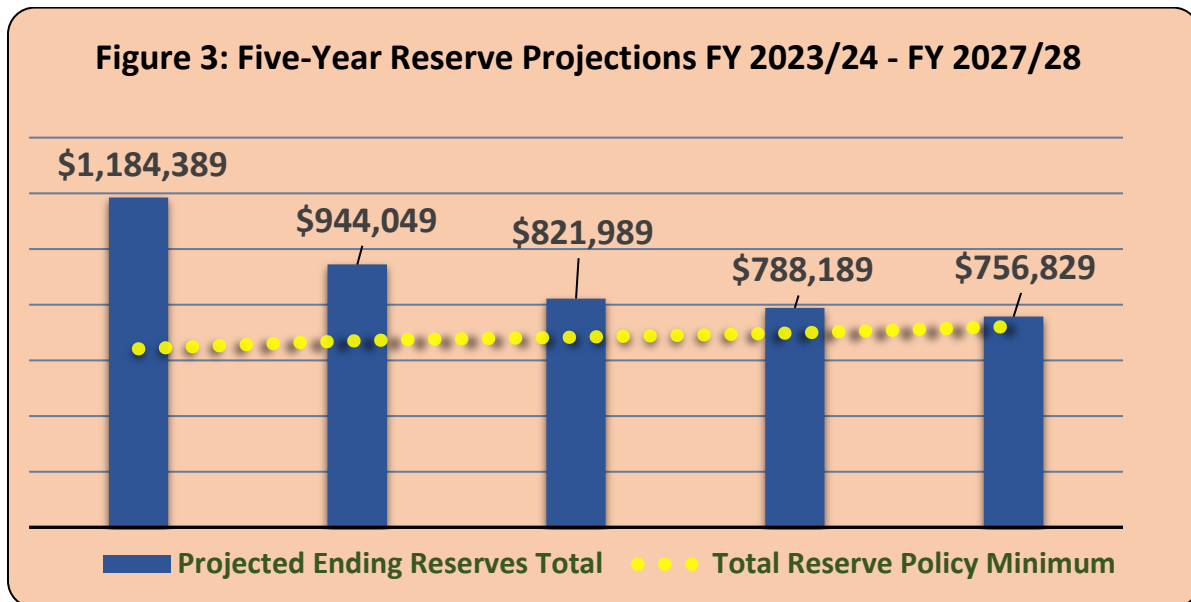 Figure 3: Five-Year Reserve Projections FY 2023/24 - FY 2027/28
$1,184,389
$944,049
$821,989
$788,189
$756,829
Projected Ending Reserves Total
Total Reserve Policy Minimum